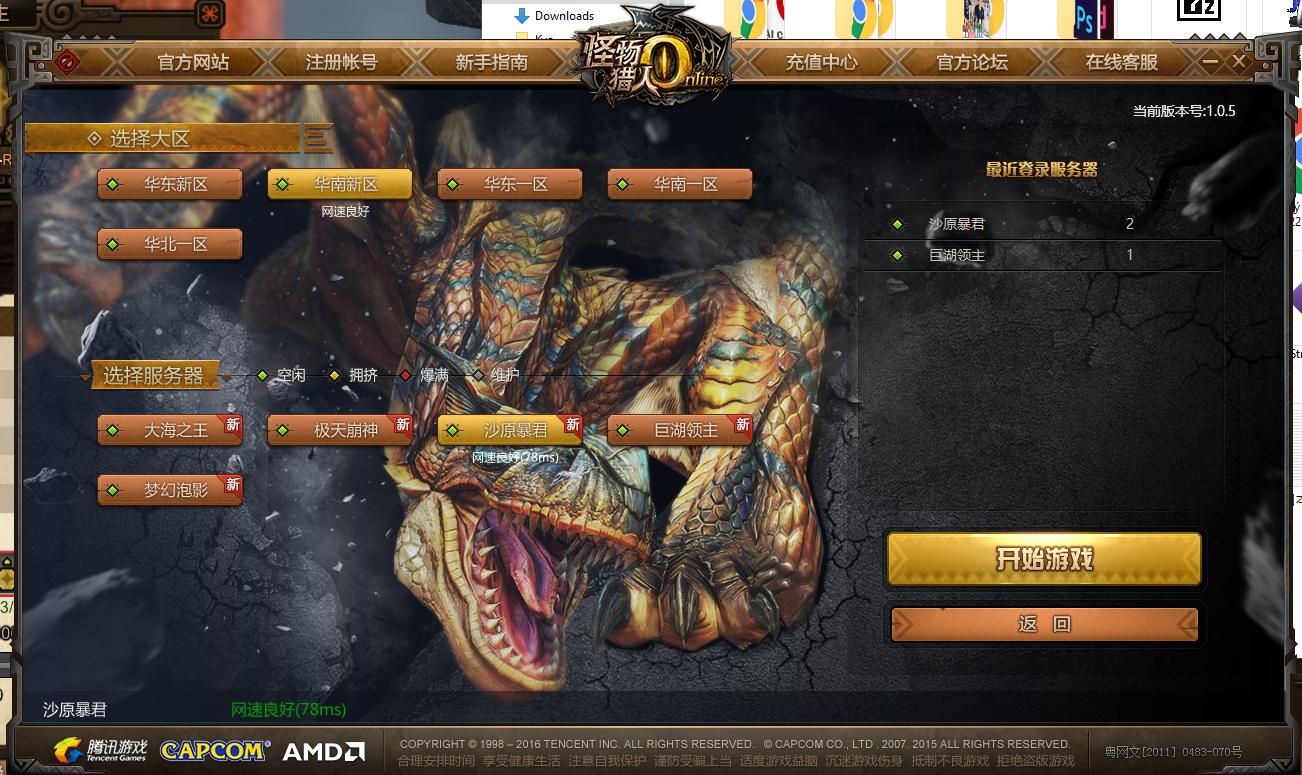 Downloads
Ps
官方网站 注册帐号 新手指南 怪物猎人Online 充值中心 官方论坛 在线客服
当前版本号:1.0.5
选择大区
最近登录服务器
华东新区 华南新区 华东一区 华南一区
网速良好
沙原暴君 2
华北一区
巨湖领主 1
选择服务器 空闲 拥挤 爆满 维护
大海之王 新 极天崩神 新 沙原暴君 新 巨湖领主 新
网速良好(78ms)
梦幻泡影 新
开始游戏
返 回
沙原暴君 网速良好(78ms)
腾讯游戏 Tencent Games CAPCOM® AMD
COPYRIGHT © 1998 – 2016 TENCENT INC. ALL RIGHTS RESERVED. © CAPCOM CO., LTD . 2007. 2015 ALL RIGHTS RESERVED.
合理安排时间 享受健康生活 注意自我保护 谨防受骗上当 适度游戏益脑 沉迷游戏伤身 抵制不良游戏 拒绝盗版游戏
粤网文[2011] 0483-070号